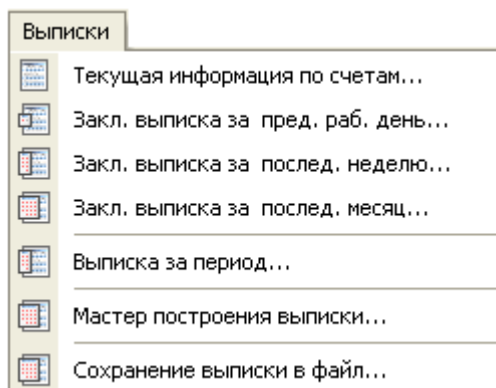 Выписки
Текущая информация по счетам...
Закл. выписка за пред. раб. день...
Закл. выписка за послед. неделю...
Закл. выписка за послед. месяц...
Выписка за период...
Мастер построения выписки...
Сохранение выписки в файл...